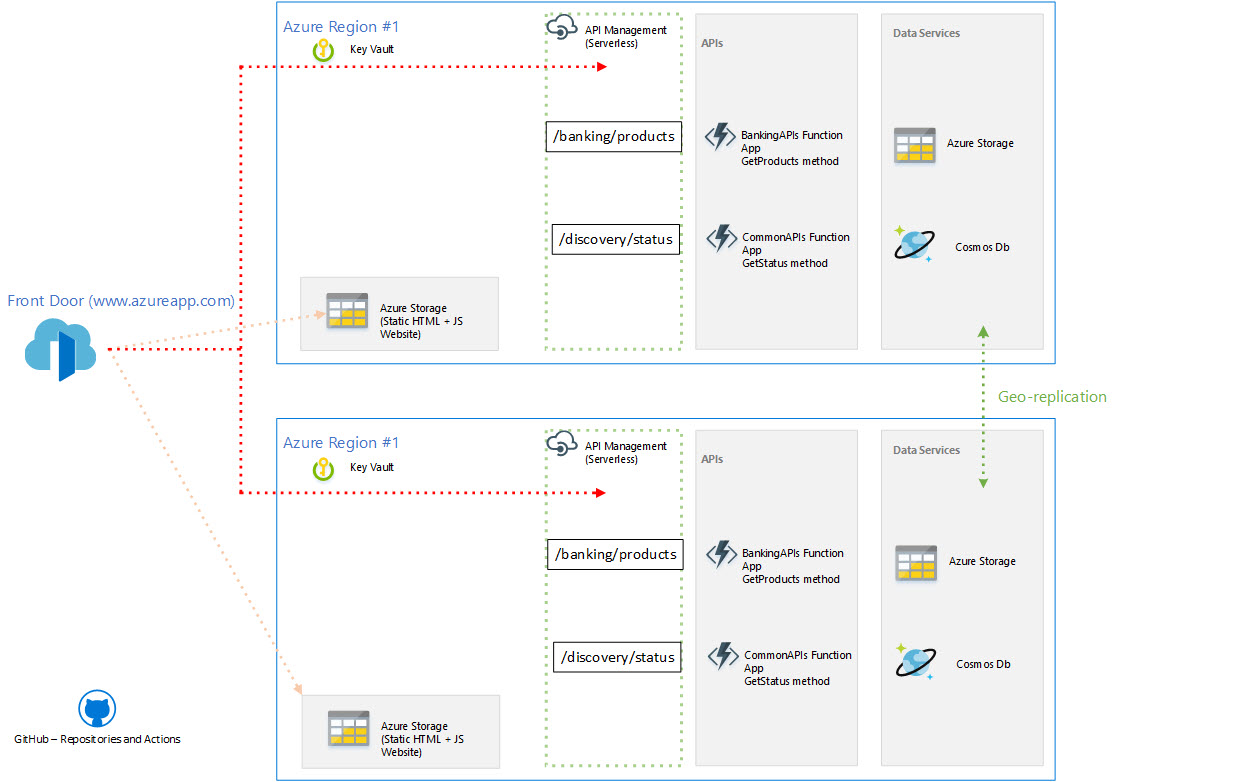 Azure Region #1
Key Vault
API Management
(Serverless)
APIs
Data Services
/banking/products
BankingAPIs Function
App
GetProducts method
Azure Storage
/discovery/status
CommonAPIs Function
App
GetStatus method
Cosmos Db
Front Door (www.azureapp.com)
Azure Storage
(Static HTML + JS
Website)
Geo-replication
Azure Region #1
Key Vault
API Management
(Serverless)
APIs
Data Services
/banking/products
BankingAPIs Function
App
GetProducts method
Azure Storage
/discovery/status
CommonAPIs Function
App
GetStatus method
Cosmos Db
Azure Storage
(Static HTML + JS
Website)
GitHub – Repositories and Actions